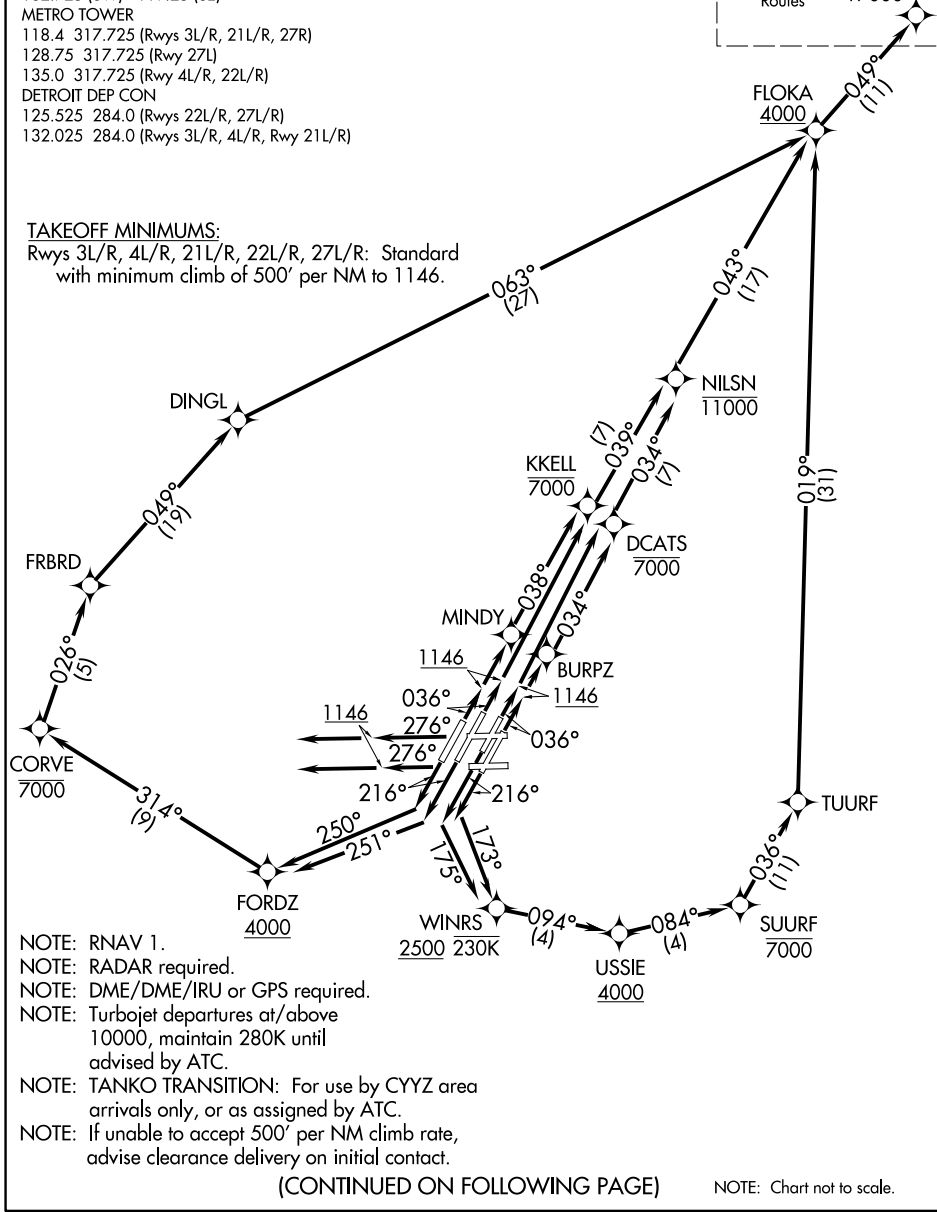 METRO TOWER
118.4 317.725 (Rwys 3L/R, 21L/R, 27R)
128.75 317.725 (Rwy 27L)
135.0 317.725 (Rwy 4L/R, 22L/R)
DETROIT DEP CON
125.525 284.0 (Rwys 22L/R, 27L/R)
132.025 284.0 (Rwys 3L/R, 4L/R, Rwy 21L/R)
Routes
049°
(11)
FLOKA
4000
TAKEOFF MINIMUMS:
Rwys 3L/R, 4L/R, 21L/R, 22L/R, 27L/R: Standard
with minimum climb of 500' per NM to 1146.
063°
(27)
043°
(17)
DINGL
NILSN
11000
039°
(7)
034°
(7)
KKELL
7000
019°
(31)
049°
(19)
DCATS
7000
FRBRD
038°
034°
MINDY
BURPZ
026°
(5)
1146
1146
036°
036°
1146
276°
276°
CORVE
7000
216°
216°
TUURF
314°
(9)
250°
251°
175°
173°
036°
(11)
FORDZ
4000
WINRS
2500 230K
094°
(4)
USSIE
4000
084°
(4)
SUURF
7000
NOTE: RNAV 1.
NOTE: RADAR required.
NOTE: DME/DME/IRU or GPS required.
NOTE: Turbojet departures at/above
10000, maintain 280K until
advised by ATC.
NOTE: TANKO TRANSITION: For use by CYYZ area
arrivals only, or as assigned by ATC.
NOTE: If unable to accept 500' per NM climb rate,
advise clearance delivery on initial contact.
(CONTINUED ON FOLLOWING PAGE)
NOTE: Chart not to scale.